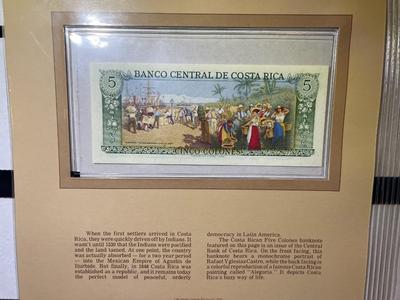 BANCO CENTRAL DE COSTA RICA
5
5
CINCO COLONES
When the first settlers arrived in Costa
Rica, they were quickly driven off by Indians. It
wasn't until 1530 that the Indians were pacified
and the land tamed. At one point, the country
was actually absorbed — for a two year period
— into the Mexican Empire of Agustin de
Iturbide. But finally, in 1848 Costa Rica was
established as a republic, and it remains today
the perfect model of peaceful, orderly
democracy in Latin America.
The Costa Rican Five Colones banknote
featured on this page is an issue of the Central
Bank of Costa Rica. On the front facing, this
banknote bears a monochrome portrait of
Rafael Yglesias Castro, while the back facing is
a colorful reproduction of a famous Costa Rican
painting called "Alegoria." It depicts Costa
Rica's bountiful harvest.